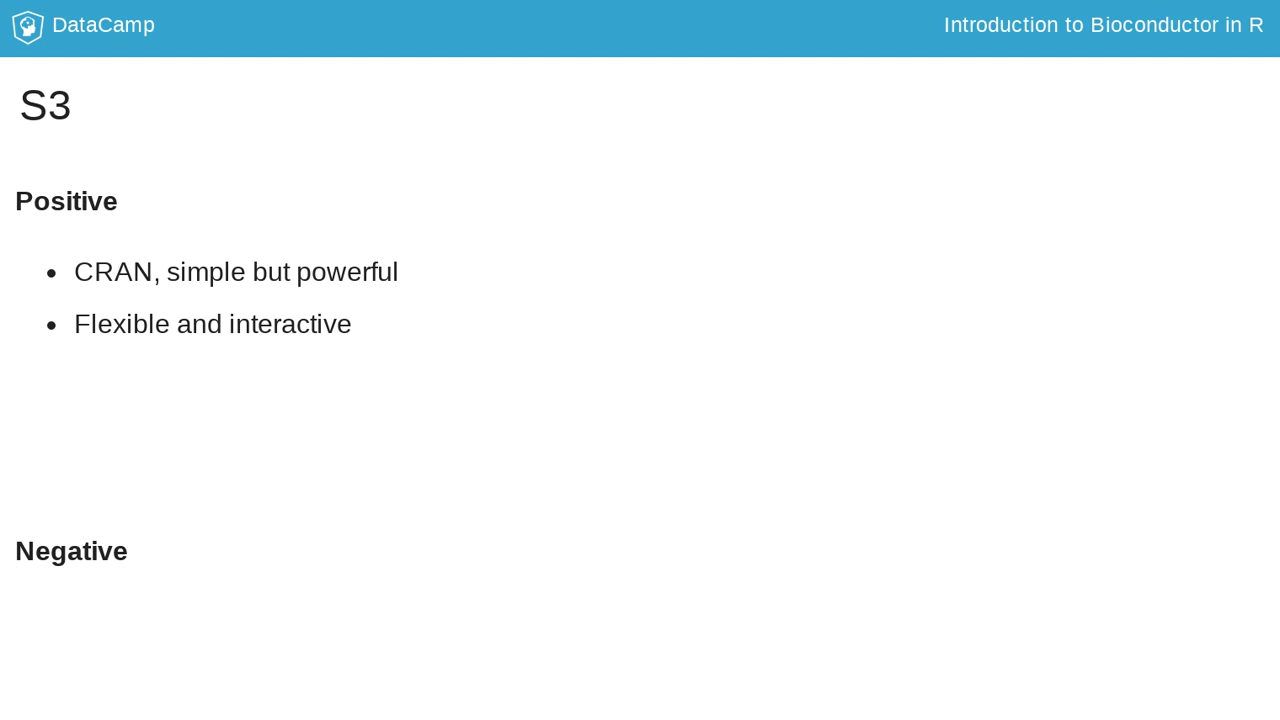 DataCamp
Introduction to Bioconductor in R
S3
Positive
CRAN, simple but powerful
Flexible and interactive
Negative